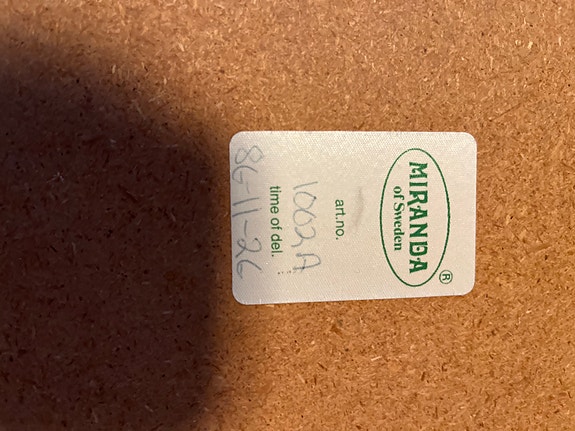 MIRANDA ®
of Sweden
art.no.
1002A
time of del.
86-11-26